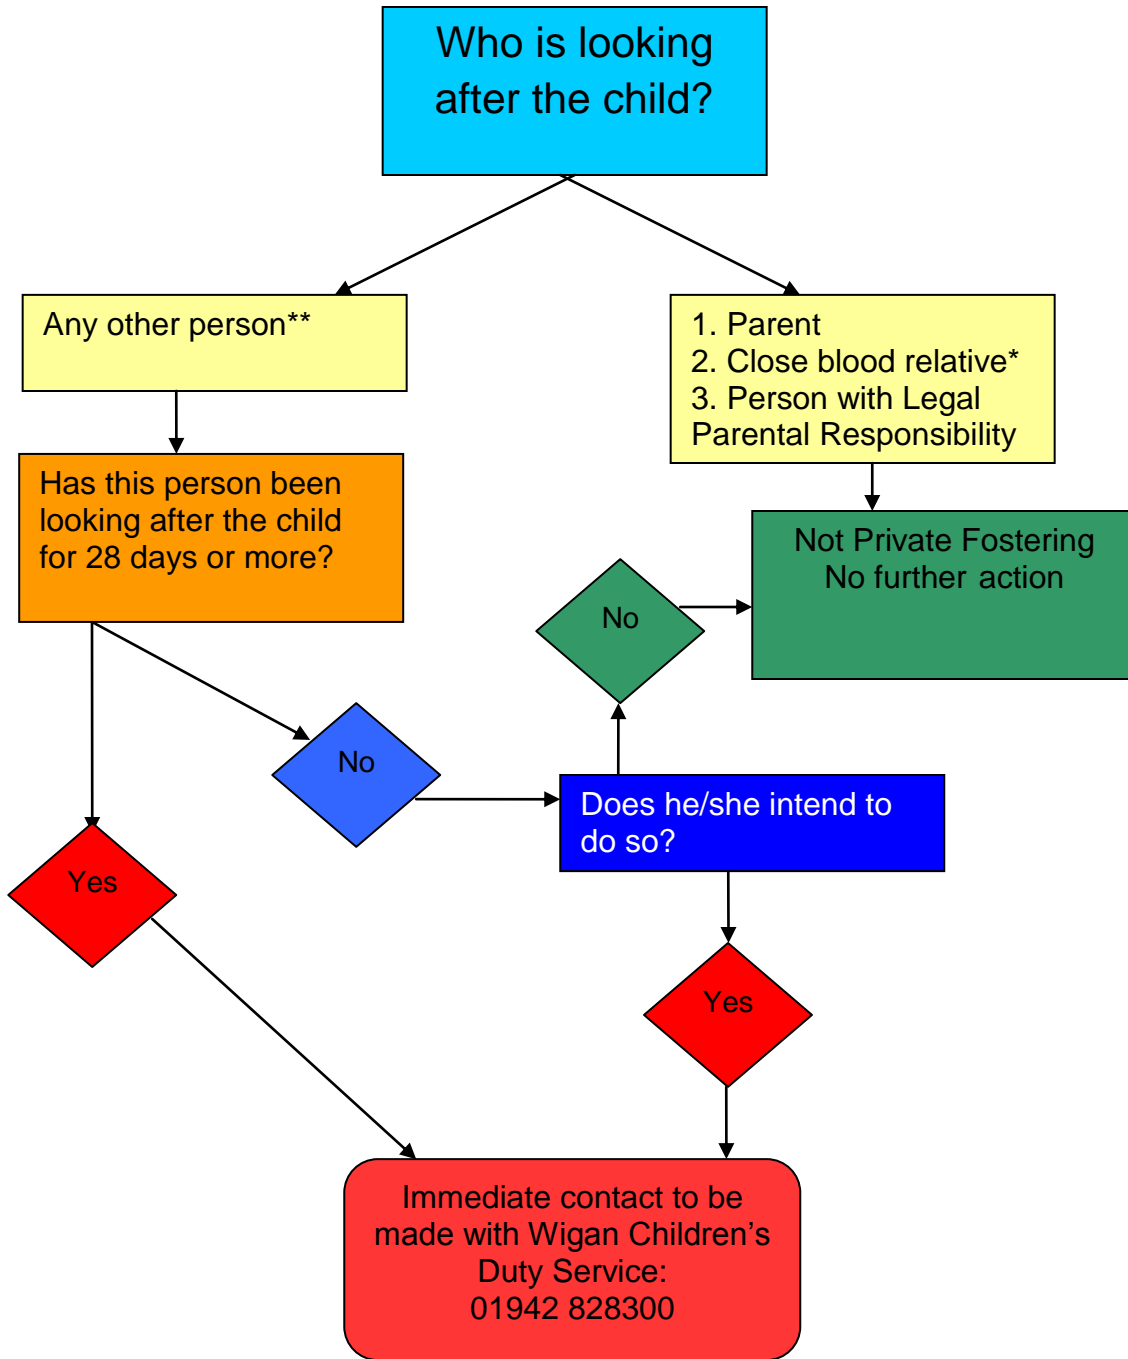 Who is looking
after the child?
Any other person**
1. Parent
2. Close blood relative*
3. Person with Legal
Parental Responsibility
Has this person been
looking after the child
for 28 days or more?
Not Private Fostering
No further action
No
No
Does he/she intend to
do so?
Yes
Yes
Immediate contact to be
made with Wigan Children’s
Duty Service:
01942 828300